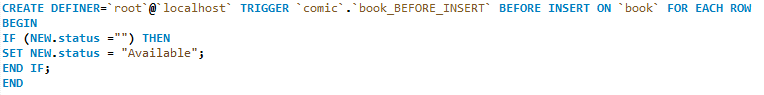 CREATE DEFINER=`root`@`localhost` TRIGGER `comic`.`book_BEFORE_INSERT` BEFORE INSERT ON `book` FOR EACH ROW
BEGIN
IF (NEW.status ="") THEN
SET NEW.status = "Available";
END IF;
END